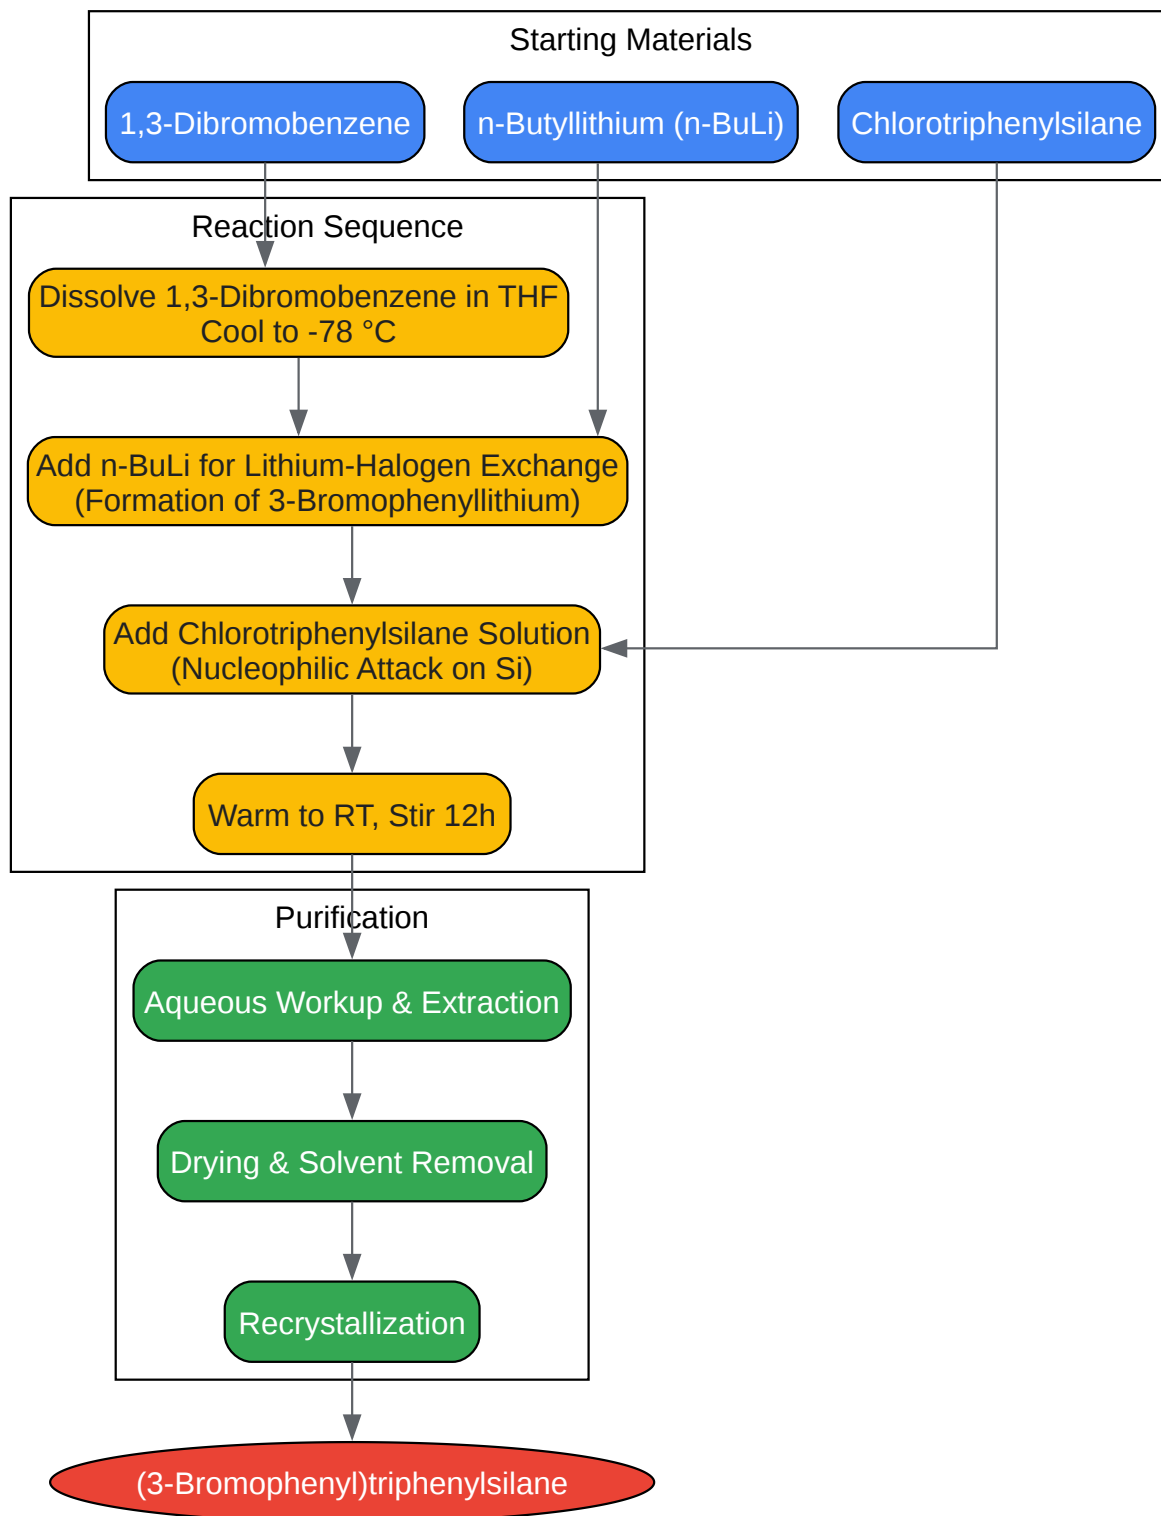 Starting Materials
1,3-Dibromobenzene
n-Butyllithium (n-BuLi)
Chlorotriphenylsilane
Reaction Sequence
Dissolve 1,3-Dibromobenzene in THF
Cool to -78 °C
Add n-BuLi for Lithium-Halogen Exchange
(Formation of 3-Bromophenyllithium)
Add Chlorotriphenylsilane Solution
(Nucleophilic Attack on Si)
Warm to RT, Stir 12h
Purification
Aqueous Workup & Extraction
Drying & Solvent Removal
Recrystallization
(3-Bromophenyl)triphenylsilane